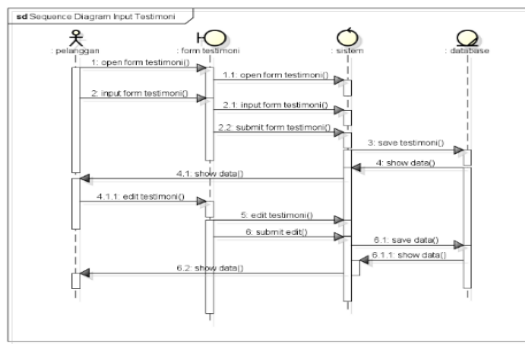 sd Sequence Diagram Input Testimoni
: pelanggan
: form testimoni
: sistem
: database
1: open form testimoni()
1.1: open form testimoni()
2: input form testimoni()
2.1: input form testimoni()
2.2: submit form testimoni()
3: save testimoni()
4: show data()
4.1: show data()
4.1.1: edit testimoni()
5: edit testimoni()
6: submit edit()
6.1: save data()
6.1.1: show data()
6.2: show data()